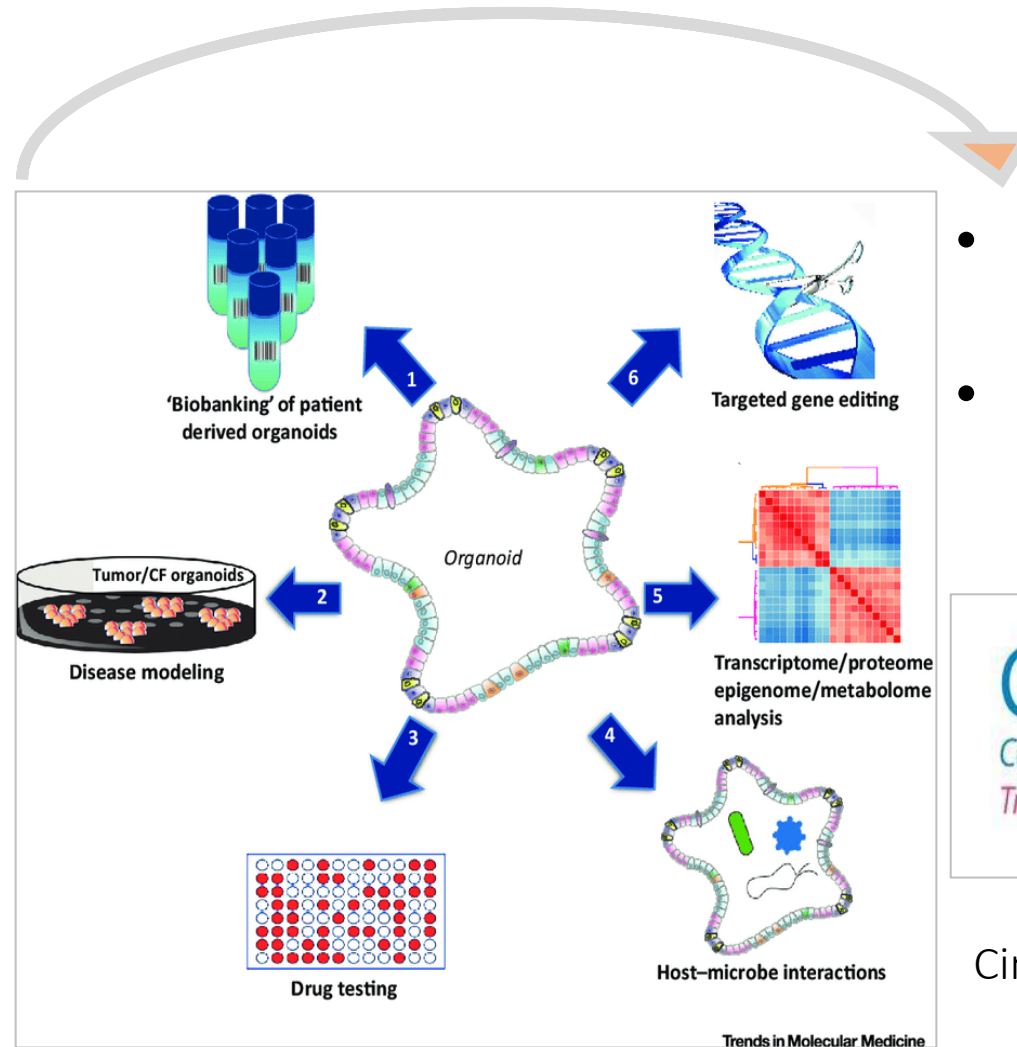 1
6
‘Biobanking’ of patient
derived organoids
Targeted gene editing
Organoid
Tumor/CF organoids
2
5
Disease modeling
Transcriptome/proteome
epigenome/metabolome
analysis
3
4
Drug testing
Host–microbe interactions
Trends in Molecular Medicine
•
•